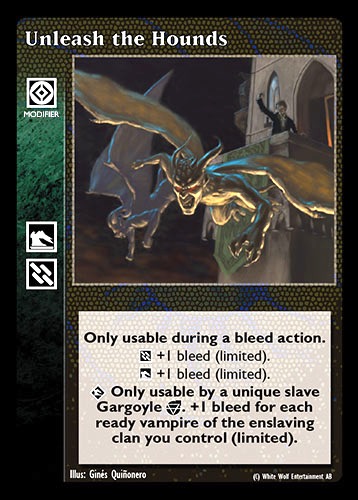 Unleash the Hounds
MODIFIER
Only usable during a bleed action.
+1 bleed (limited).
+1 bleed (limited).
Only usable by a unique slave
Gargoyle . +1 bleed for each
ready vampire of the enslaving
clan you control (limited).
Illus: Ginés Quiñonero
(C) White Wolf Entertainment AB